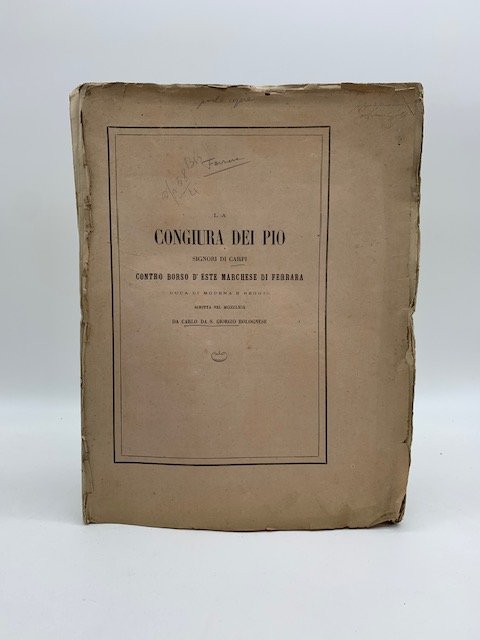 LA
CONGIURA DEI PIO
SIGNORI DI CARPI
CONTRO BORSO D' ESTE MARCHESE DI FERRARA
DUCA DI MODENA E REGGIO
SCRITTA NEL MCCCCLXIX
DA CARLO DA S. GIORGIO BOLOGNESE